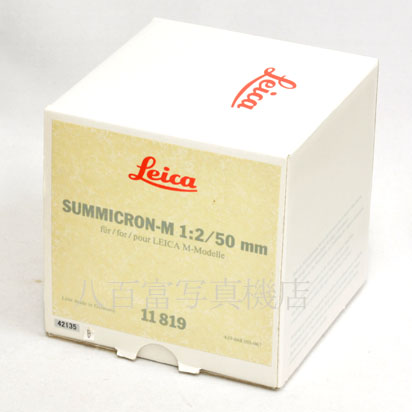 Leica
Leica
SUMMICRON-M 1:2/50 mm
für/for/pour LEICA M-Modelle
八百富写真機店
11 819
42135